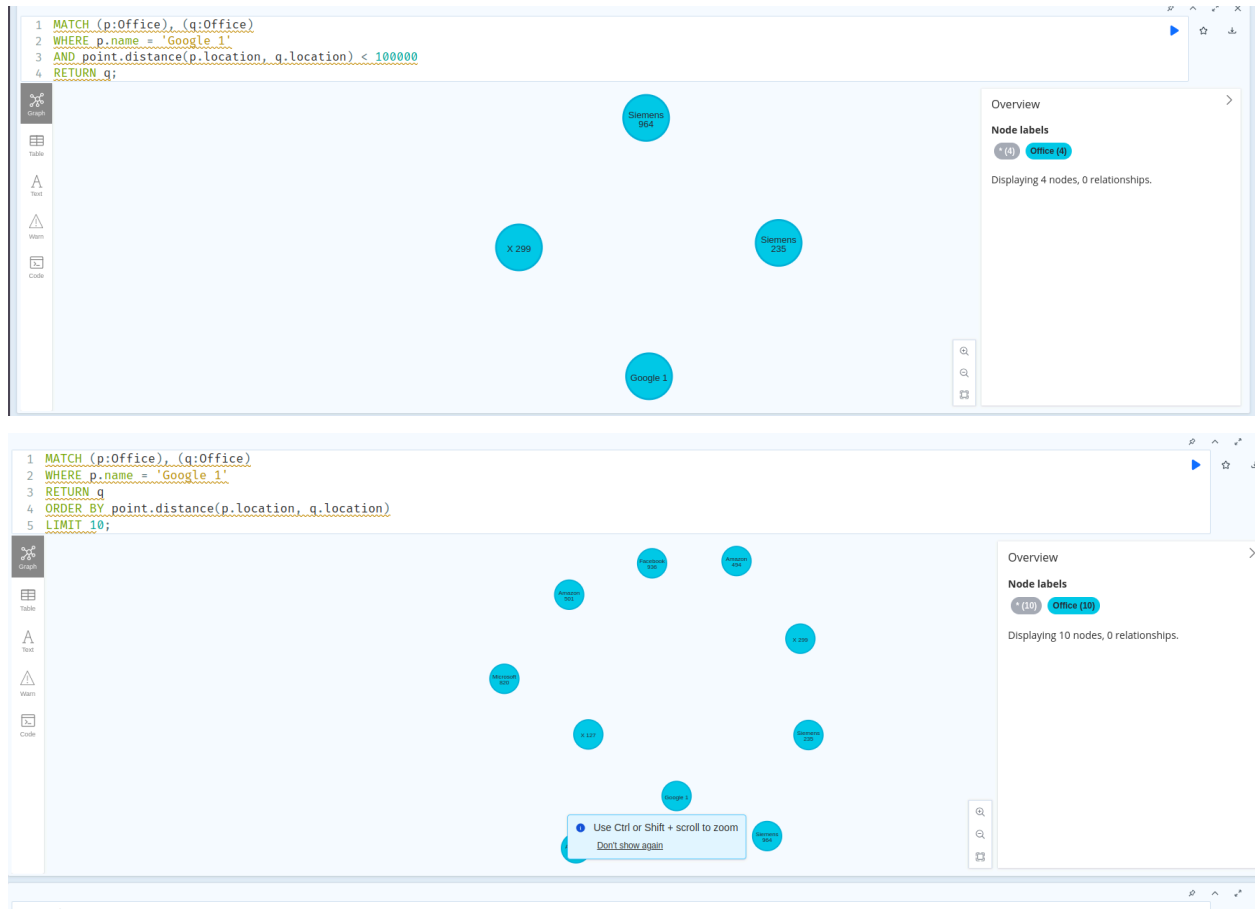 1 MATCH (p:Office), (q:Office)
2 WHERE p.name = 'Google 1'
3 AND point.distance(p.location, q.location) < 100000
4 RETURN q;
Graph
Table
Text
Warn
Code
Siemens
964
X 299
Siemens
235
Google 1
Overview
Node labels
* (4) Office (4)
Displaying 4 nodes, 0 relationships.
1 MATCH (p:Office), (q:Office)
2 WHERE p.name = 'Google 1'
3 RETURN q
4 ORDER BY point.distance(p.location, q.location)
5 LIMIT 10;
Graph
Table
Text
Warn
Code
Facebook
Amazon
494
Amazon
X 299
Microsoft
X 127
Siemens
235
Google 1
Siemens
964
Use Ctrl or Shift + scroll to zoom
Don't show again
Overview
Node labels
* (10) Office (10)
Displaying 10 nodes, 0 relationships.